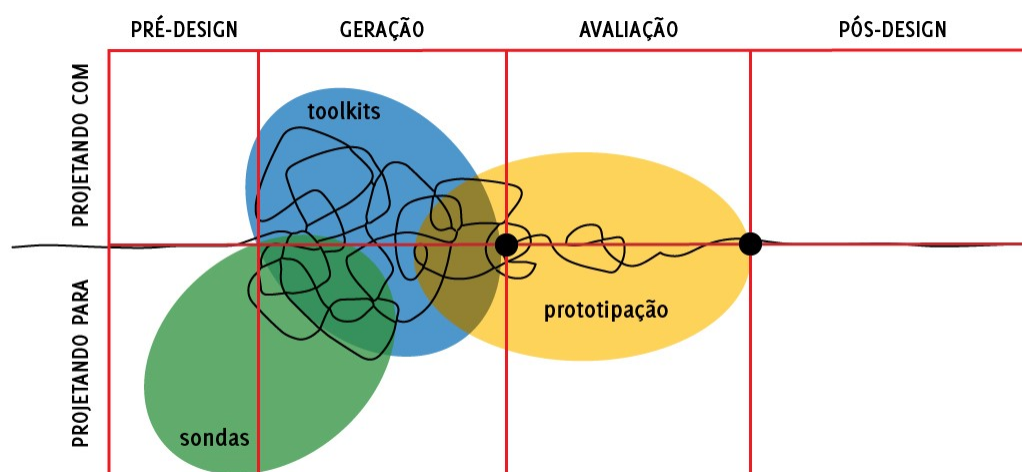 PRÉ-DESIGN
GERAÇÃO
AVALIAÇÃO
PÓS-DESIGN
PROJETANDO COM
toolkits
PROJETANDO PARA
prototipação
sondas